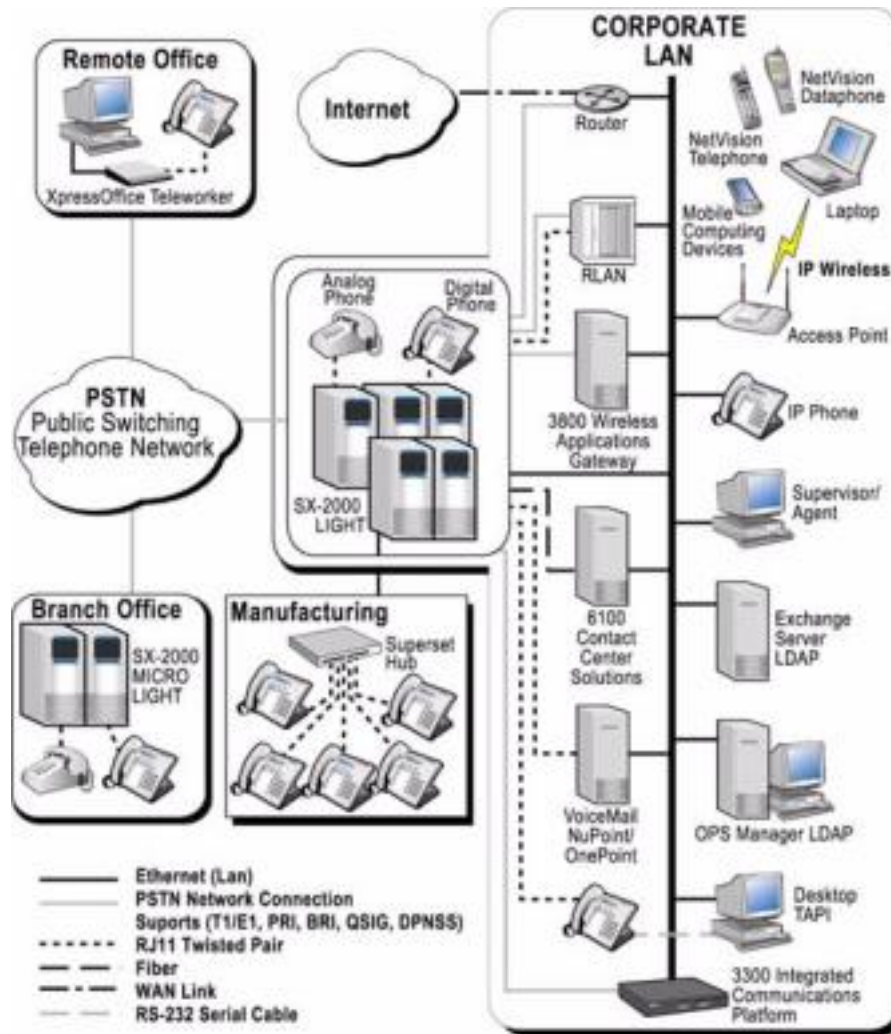 Remote Office
XpressOffice Teleworker
Internet
CORPORATE
LAN
Router
NetVision
Dataphone
NetVision
Telephone
Laptop
Mobile
Computing
Devices
IP Wireless
RLAN
Access Point
Analog
Phone
Digital
Phone
SX-2000
LIGHT
PSTN
Public Switching
Telephone Network
3800 Wireless
Applications
Gateway
IP Phone
Supervisor/
Agent
6100
Contact
Center
Solutions
Exchange
Server
LDAP
Branch Office
SX-2000
MICRO
LIGHT
Manufacturing
Superset
Hub
VoiceMail
NuPoint/
OnePoint
OPS Manager LDAP
Desktop
TAPI
3300 Integrated
Communications
Platform
Ethernet (Lan)
PSTN Network Connection
Suports (T1/E1, PRI, BRI, QSIG, DPNSS)
RJ11 Twisted Pair
Fiber
WAN Link
RS-232 Serial Cable